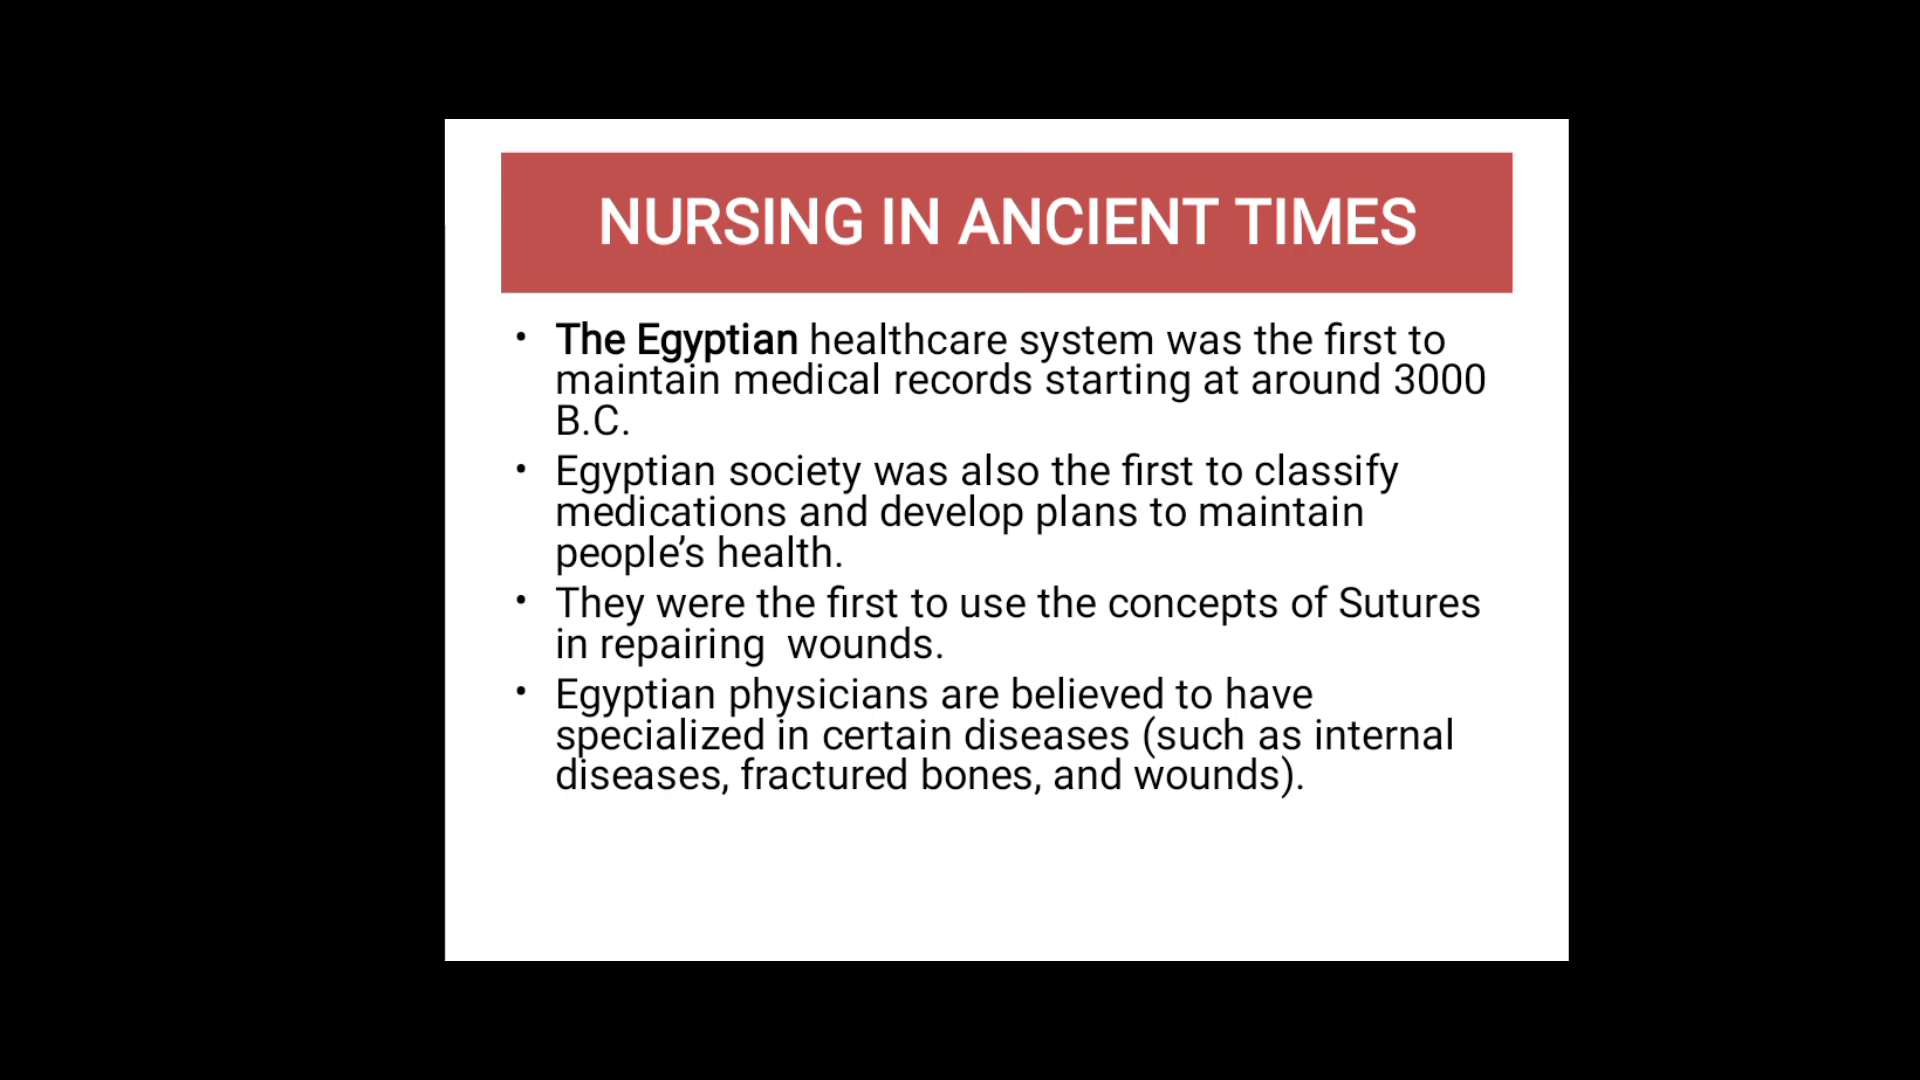 NURSING IN ANCIENT TIMES
• The Egyptian healthcare system was the first to
maintain medical records starting at around 3000
B.C.
• Egyptian society was also the first to classify
medications and develop plans to maintain
people’s health.
• They were the first to use the concepts of Sutures
in repairing  wounds.
• Egyptian physicians are believed to have
specialized in certain diseases (such as internal
diseases, fractured bones, and wounds).